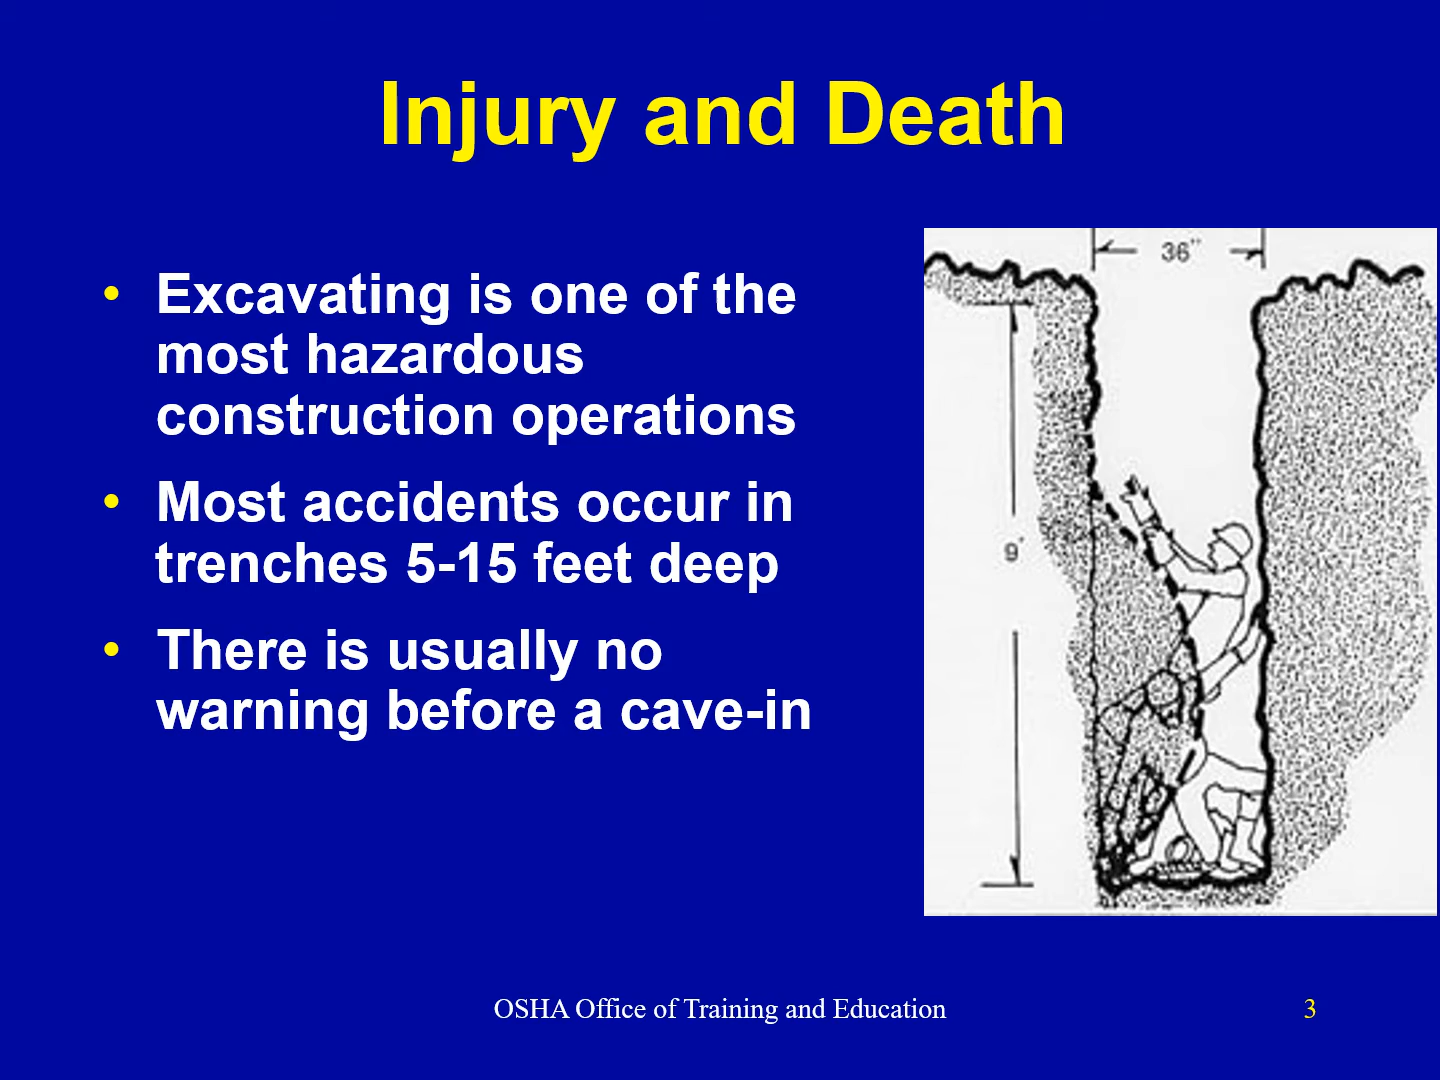 Injury and Death
• Excavating is one of the
most hazardous
construction operations
• Most accidents occur in
trenches 5-15 feet deep
• There is usually no
warning before a cave-in
36"
9'
OSHA Office of Training and Education
3